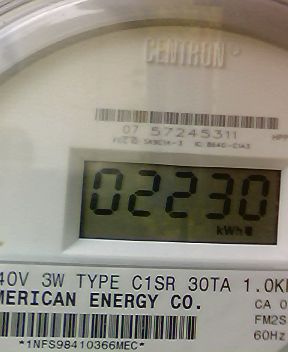 CENTRON®
07 57245311
02230
kWh
40V 3W TYPE C1SR 30TA 1.0K
MERICAN ENERGY CO.
CA 0
FM2S
60Hz
*1NFS98410366MEC*